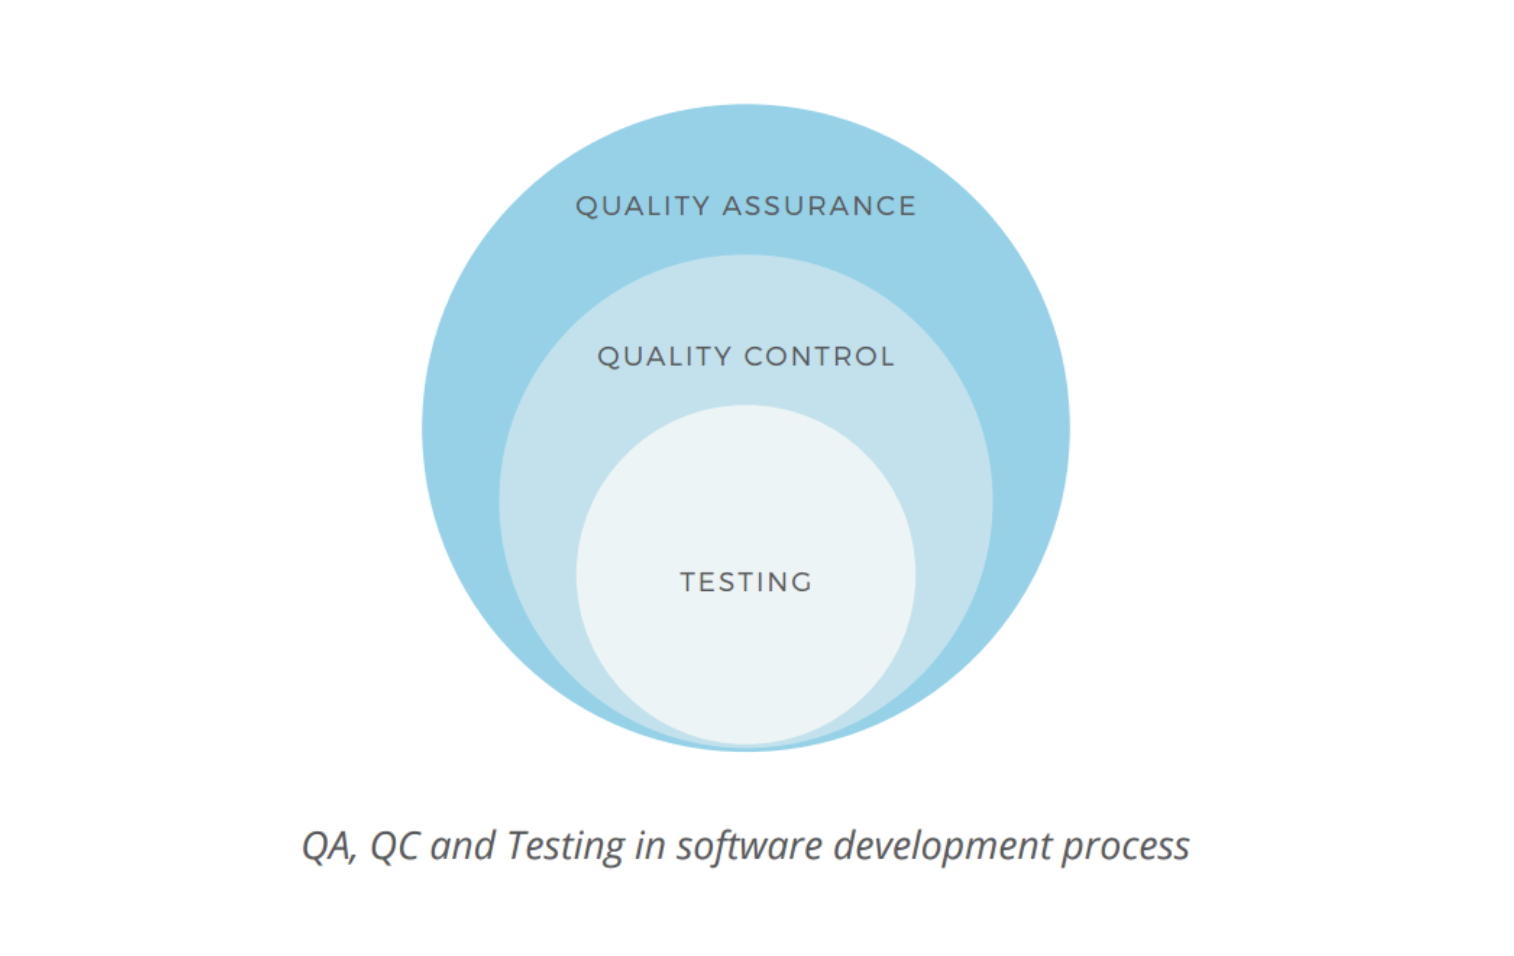 QUALITY ASSURANCE
QUALITY CONTROL
TESTING
QA, QC and Testing in software development process